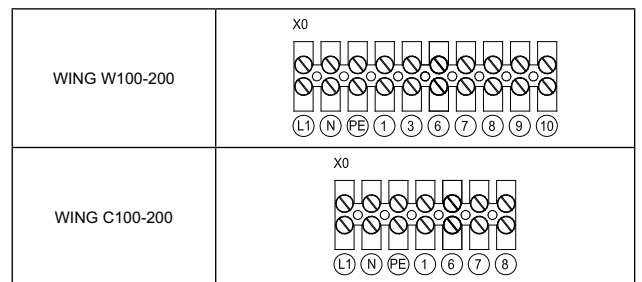 X0
WING W100-200
L1 N PE 1 3 6 7 8 9 10
X0
WING C100-200
L1 N PE 1 6 7 8